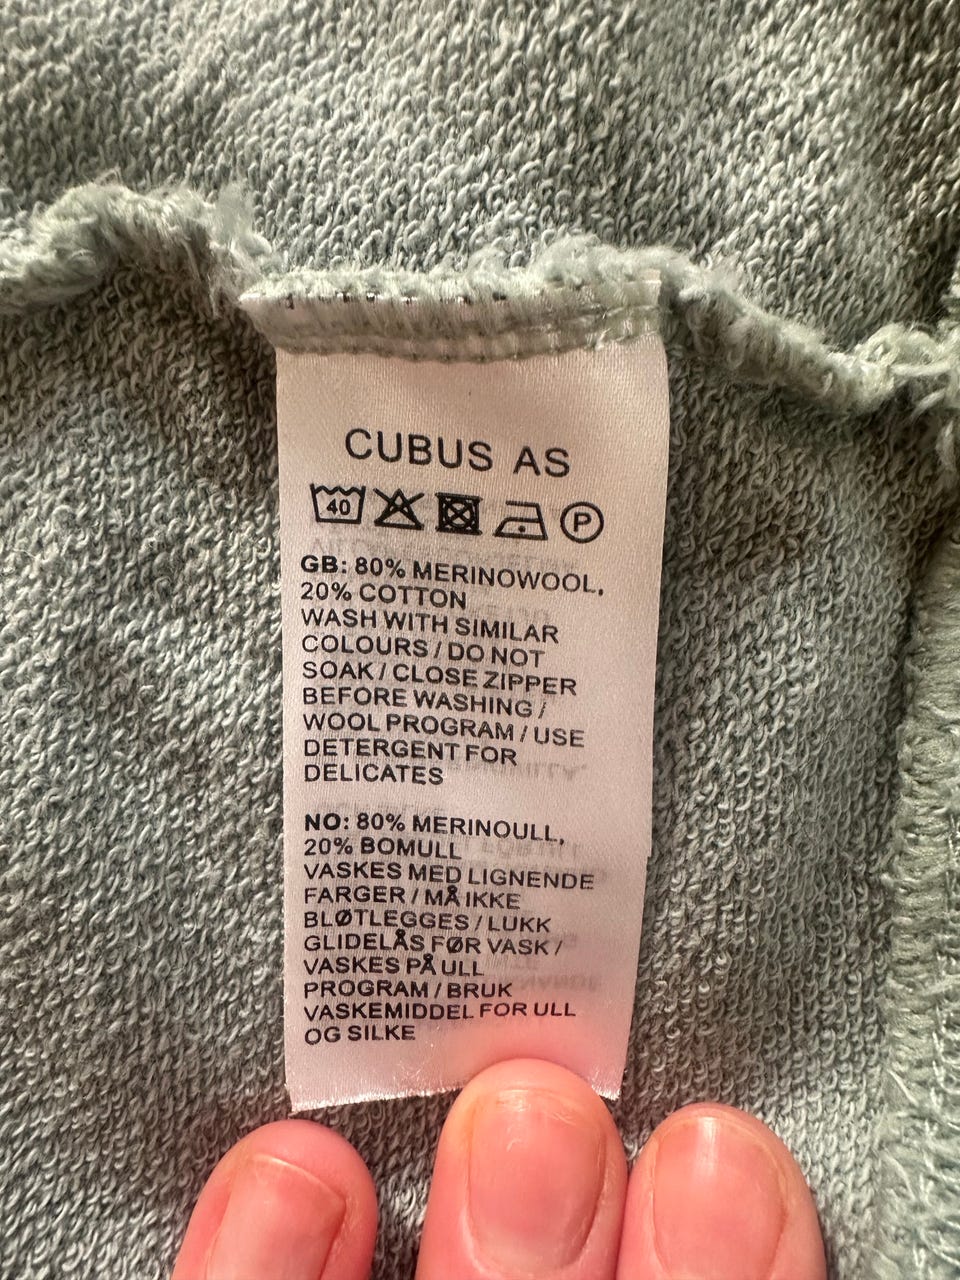 CUBUS AS
40 P
GB: 80% MERINOWOOL,
20% COTTON
WASH WITH SIMILAR
COLOURS / DO NOT
SOAK / CLOSE ZIPPER
BEFORE WASHING /
WOOL PROGRAM / USE
DETERGENT FOR
DELICATES
NO: 80% MERINOULL,
20% BOMULL
VASKES MED LIGNENDE
FARGER / MÅ IKKE
BLØTLEGGES / LUKK
GLIDELÅS FØR VASK /
VASKES PÅ ULL
PROGRAM / BRUK
VASKEMIDDEL FOR ULL
OG SILKE